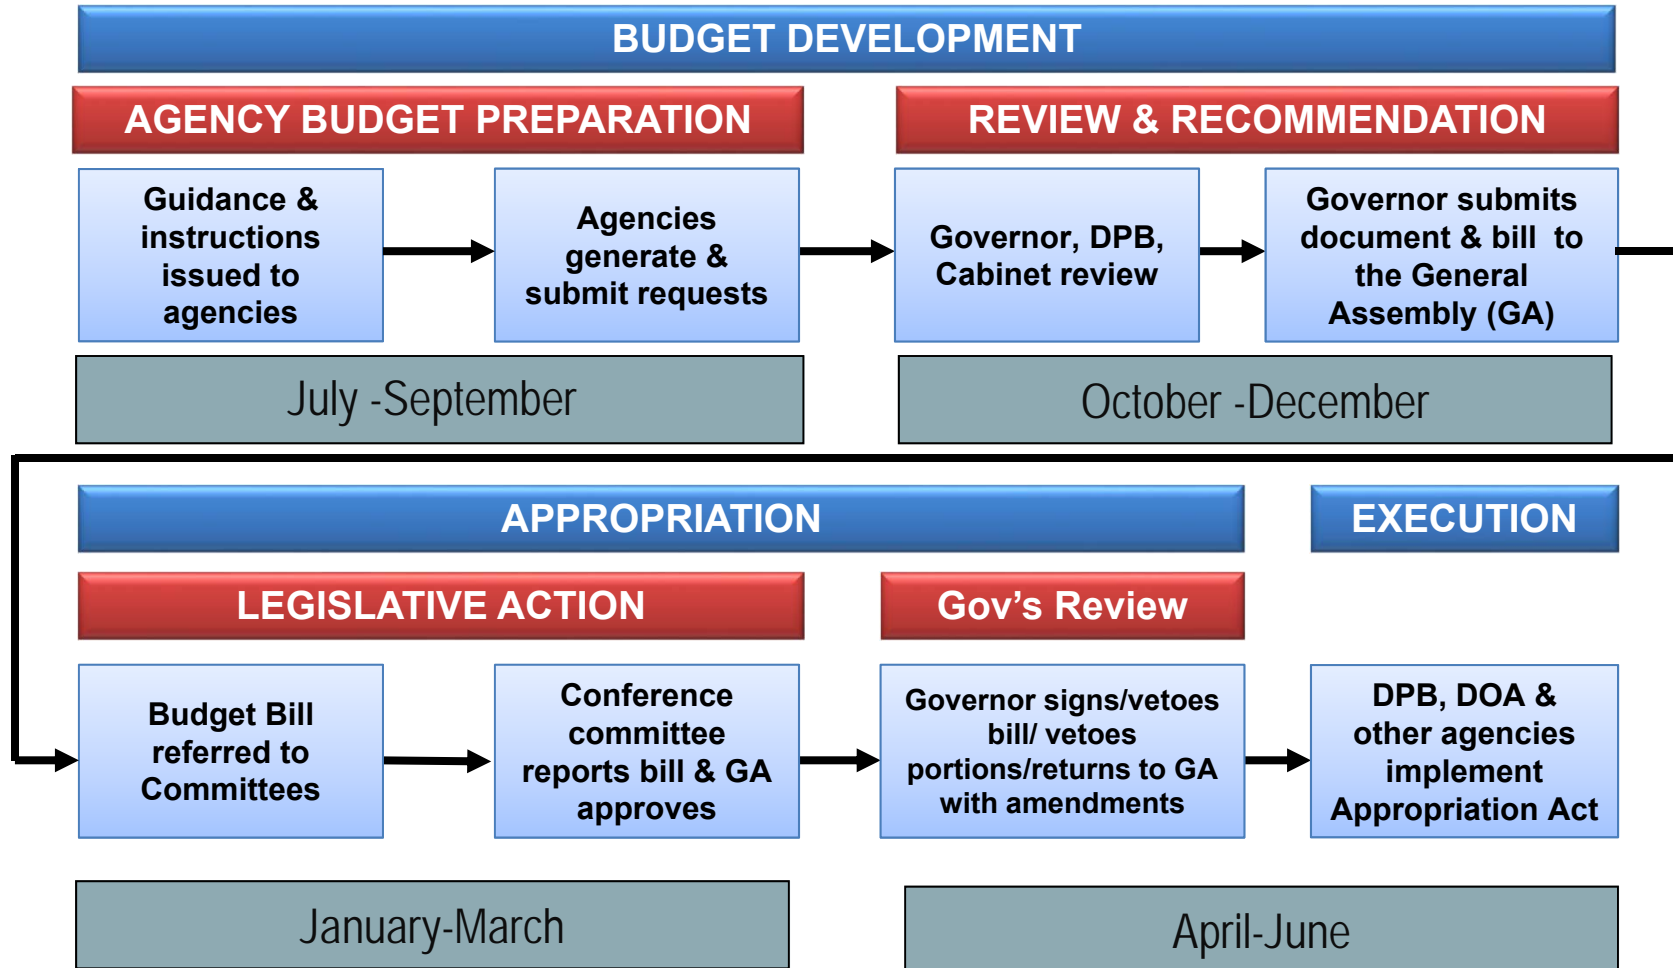 BUDGET DEVELOPMENT
AGENCY BUDGET PREPARATION
REVIEW & RECOMMENDATION
Guidance &
instructions
issued to
agencies
Agencies
generate &
submit requests
Governor, DPB,
Cabinet review
Governor submits
document & bill  to
the General
Assembly (GA)
July -September
October -December
APPROPRIATION
EXECUTION
LEGISLATIVE ACTION
Gov’s Review
Budget Bill
referred to
Committees
Conference
committee
reports bill & GA
approves
Governor signs/vetoes
bill/ vetoes
portions/returns to GA
with amendments
DPB, DOA &
other agencies
implement
Appropriation Act
January-March
April-June